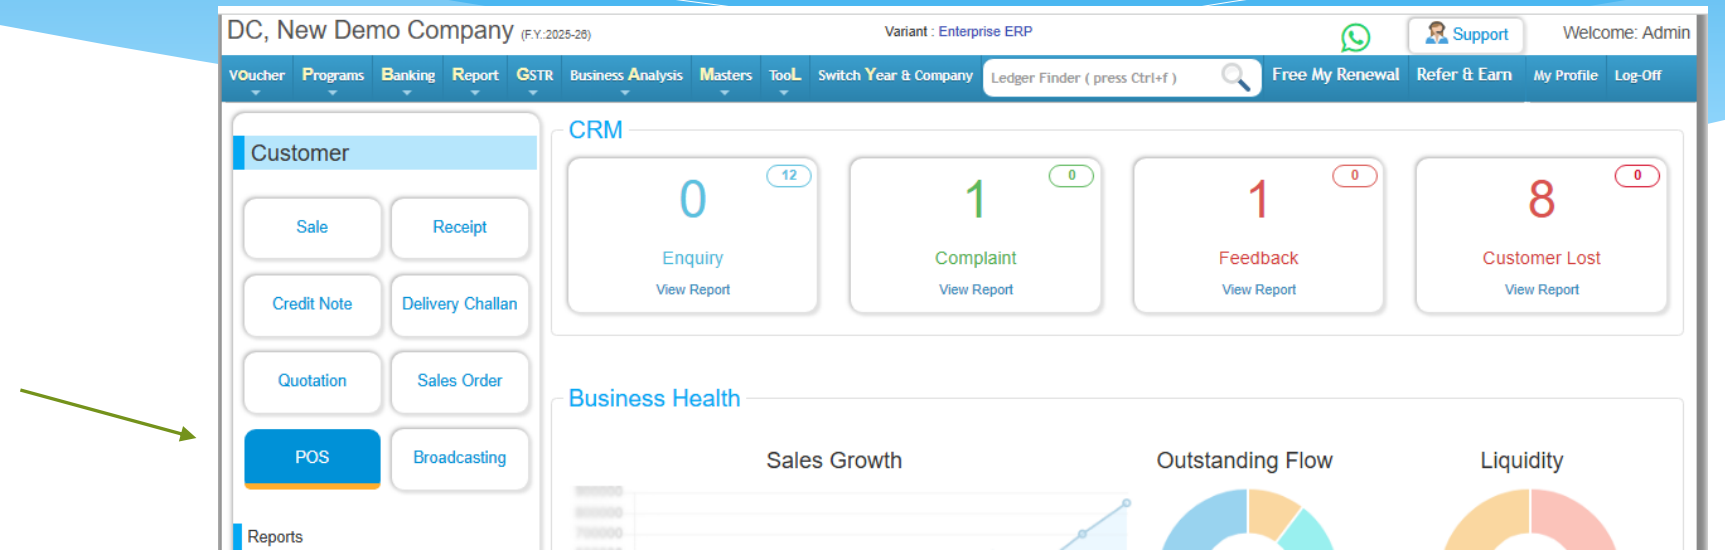 DC, New Demo Company (F.Y.:2025-26)
Variant : Enterprise ERP
Support
Welcome: Admin
VOucher Programs Banking Report GSTR Business Analysis Masters TooL Switch Year & Company Ledger Finder ( press Ctrl+f ) Free My Renewal Refer & Earn My Profile Log-Off
Customer
Sale Receipt
Credit Note Delivery Challan
Quotation Sales Order
POS Broadcasting
Reports
CRM
12
0
Enquiry
View Report
0
1
Complaint
View Report
0
1
Feedback
View Report
0
8
Customer Lost
View Report
Business Health
Sales Growth
Outstanding Flow
Liquidity